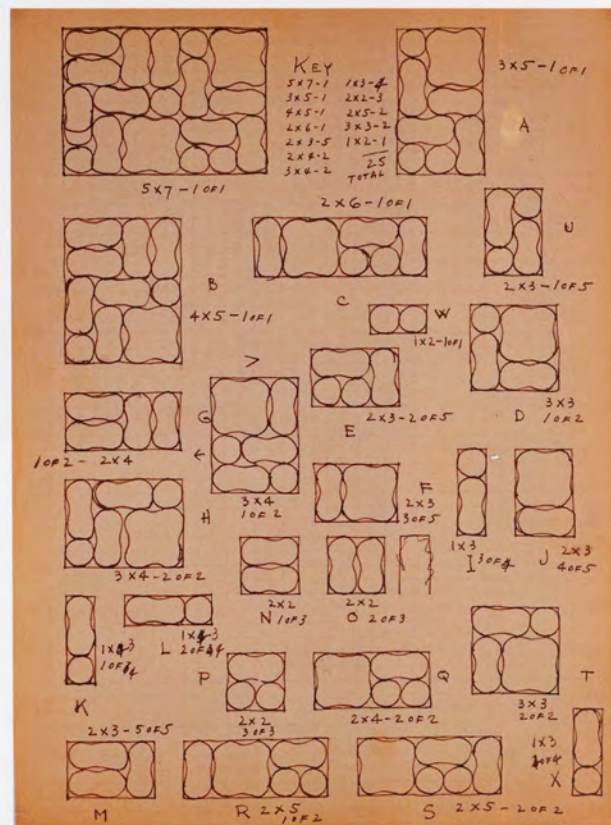 KEY
5x7-1 1x3-4
3x5-1 2x2-3
4x5-1 2x5-2
2x6-1 3x3-2
2x3-5 1x2-1
2x4-2 25
3x4-2 TOTAL
3x5-1 OF 1
A
5x7-1 OF 1
2x6-1 OF 1
U
B
2x3-1 OF 5
C
4x5-1 OF 1
W
1x2-1 OF 1
V
D
3x3
1 OF 2
E
2x3-2 OF 5
G
1 OF 2- 2x4
←
3x4
1 OF 2
F
2x3
3 OF 5
H
3x4-2 OF 2
1x3
I 3 OF 4
J 2x3
4 OF 5
2x2
N 1 OF 3
2x2
O 2 OF 3
1x3
1 OF 4
K
L 1x3
2 OF 4
P
2x2
3 OF 3
Q
2x4-2 OF 2
T
3x3
2 OF 2
2x3-5 OF 5
M
R 2x5
1 OF 2
S 2x5-2 OF 2
1x3
X